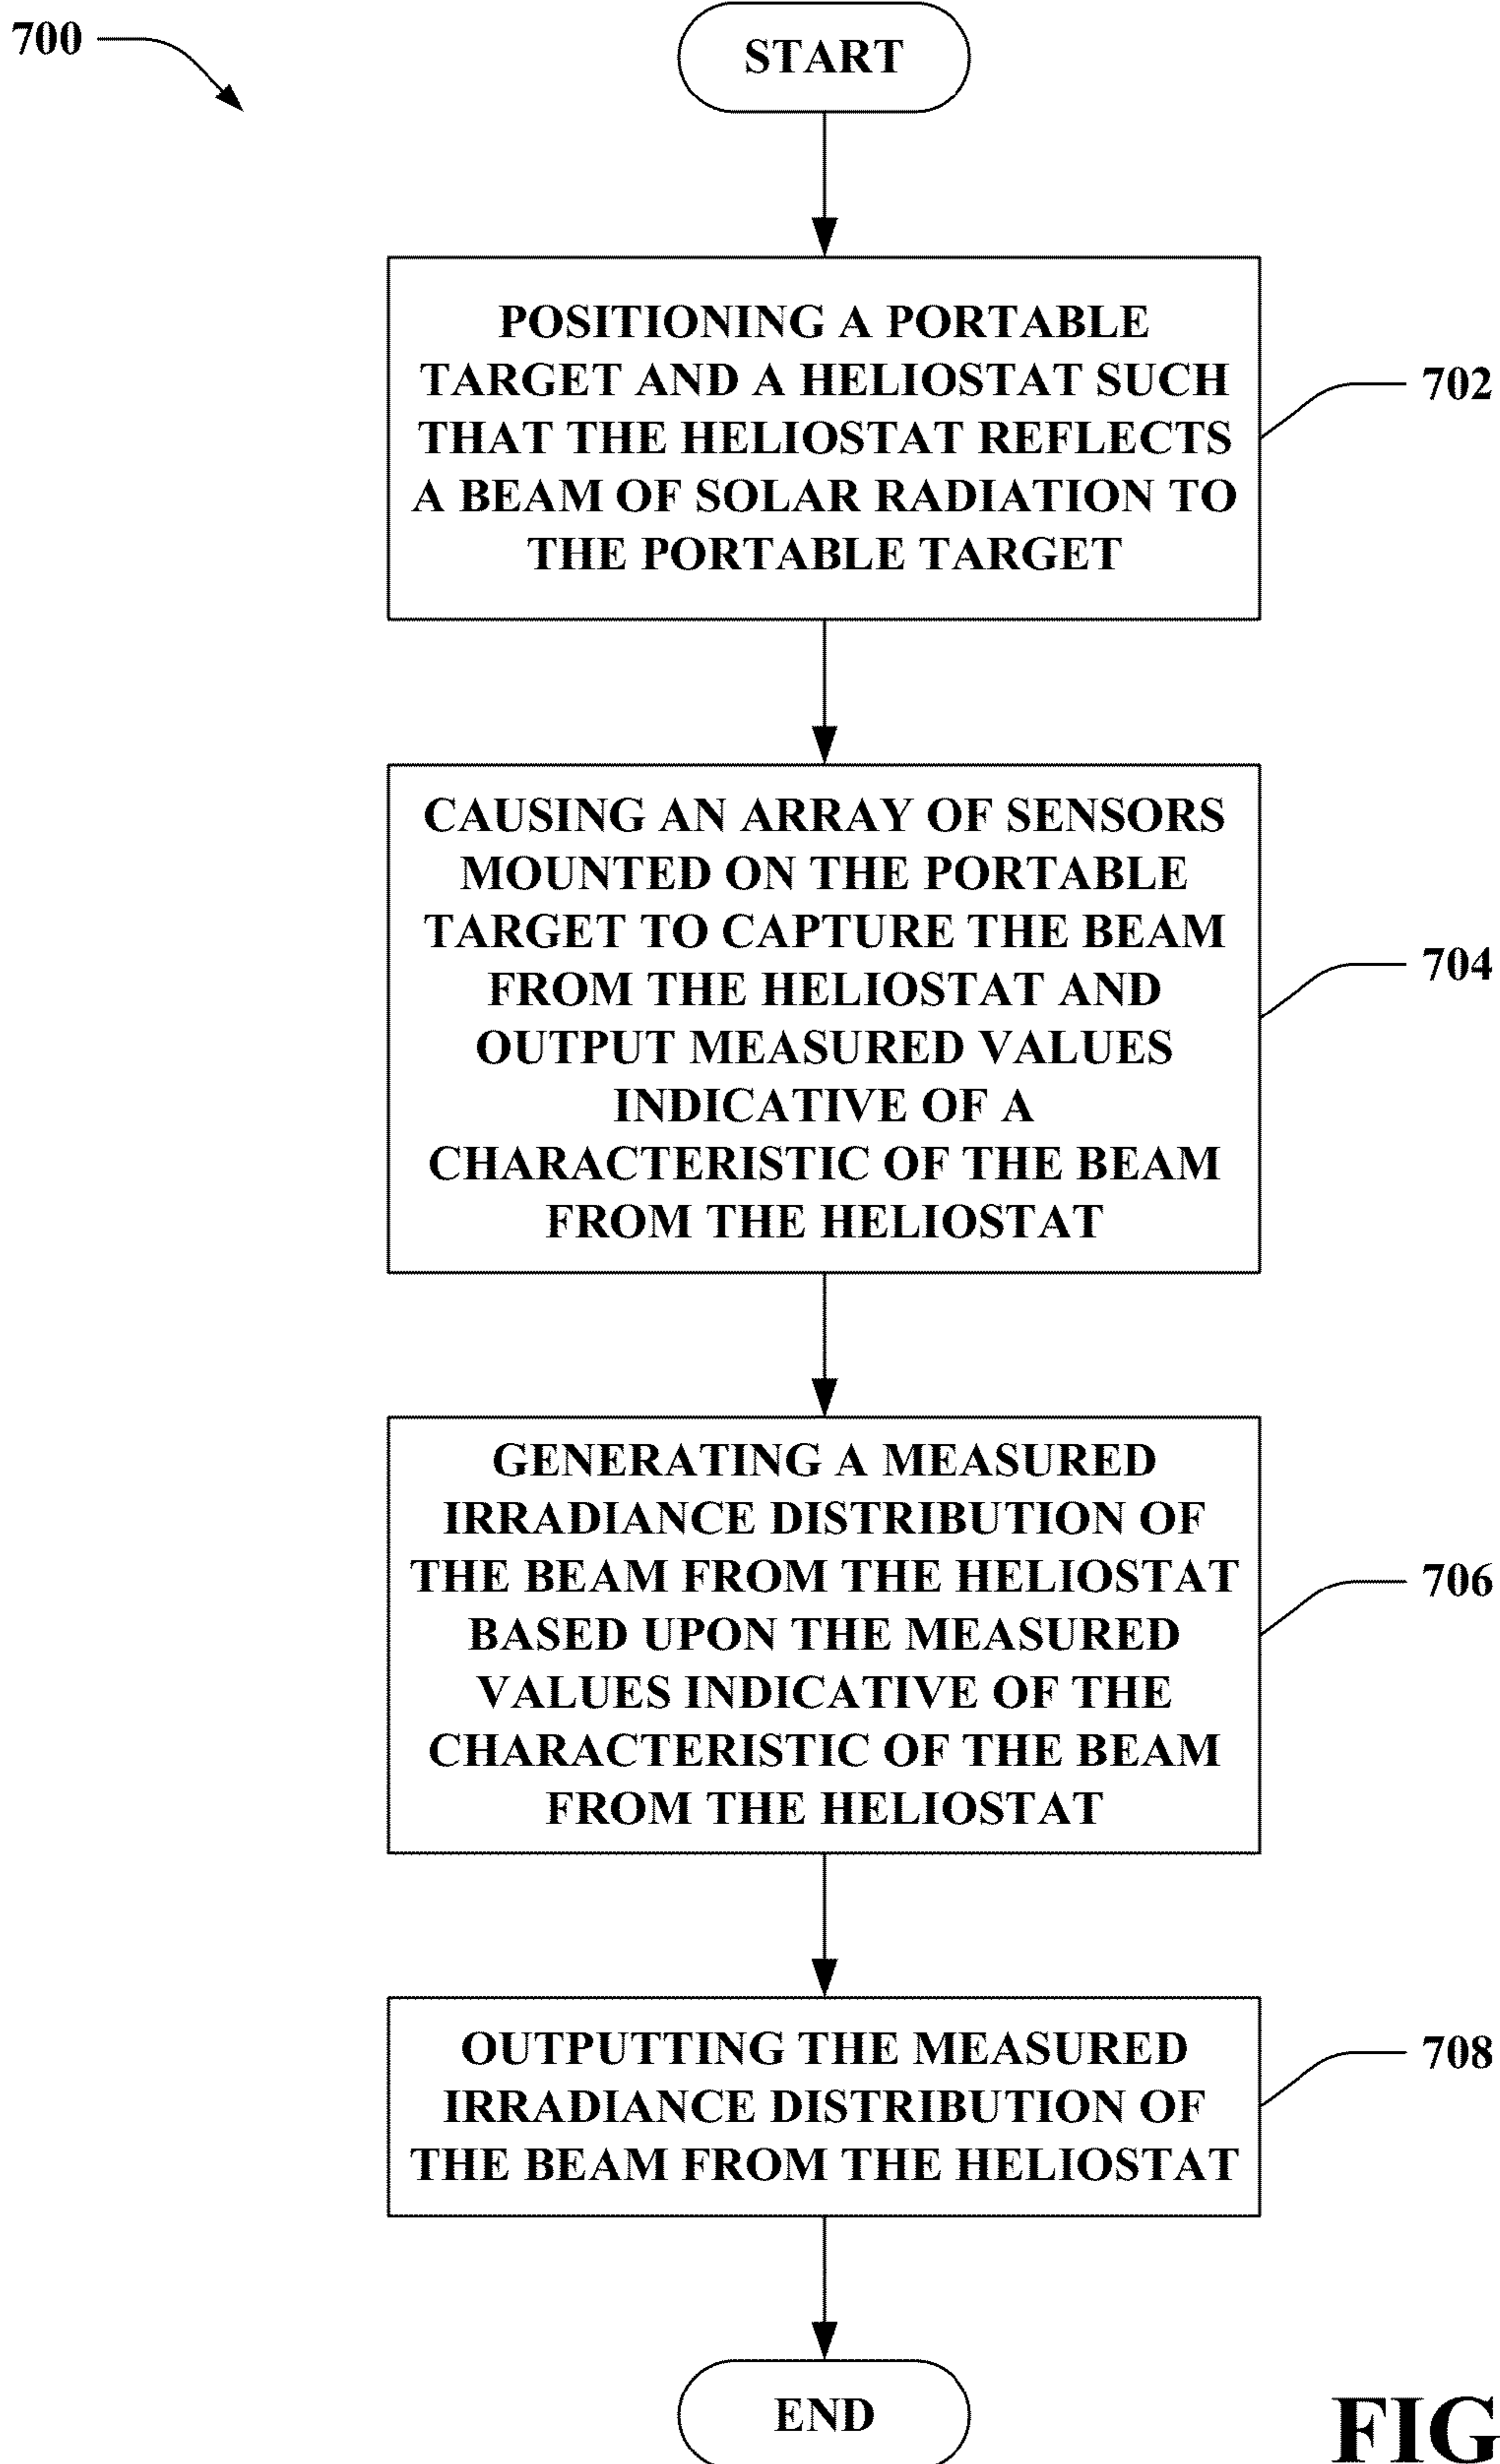 700
START
POSITIONING A PORTABLE
TARGET AND A HELIOSTAT SUCH
THAT THE HELIOSTAT REFLECTS
A BEAM OF SOLAR RADIATION TO
THE PORTABLE TARGET
702
CAUSING AN ARRAY OF SENSORS
MOUNTED ON THE PORTABLE
TARGET TO CAPTURE THE BEAM
FROM THE HELIOSTAT AND
OUTPUT MEASURED VALUES
INDICATIVE OF A
CHARACTERISTIC OF THE BEAM
FROM THE HELIOSTAT
704
GENERATING A MEASURED
IRRADIANCE DISTRIBUTION OF
THE BEAM FROM THE HELIOSTAT
BASED UPON THE MEASURED
VALUES INDICATIVE OF THE
CHARACTERISTIC OF THE BEAM
FROM THE HELIOSTAT
706
OUTPUTTING THE MEASURED
IRRADIANCE DISTRIBUTION OF
THE BEAM FROM THE HELIOSTAT
708
END
FIG